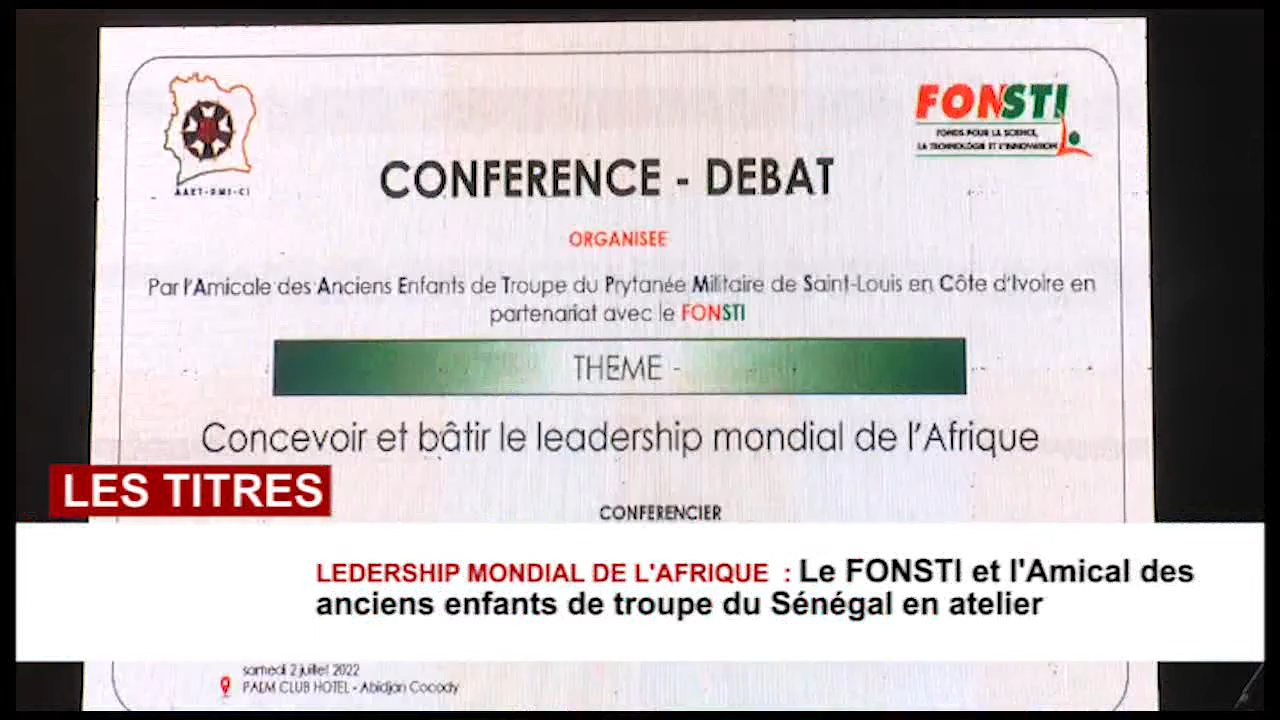 FONSTI
FONDS POUR LA SCIENCE,
LA TECHNOLOGIE ET L'INNOVATION
AAET-PMS-CI
CONFERENCE - DEBAT
ORGANISEE
Par l'Amicale des Anciens Enfants de Troupe du Prytanée Militaire de Saint-Louis en Côte d'Ivoire en
partenariat avec le FONSTI
THEME -
Concevoir et bâtir le leadership mondial de l'Afrique
LES TITRES
CONFERENCIER
LEDERSHIP MONDIAL DE L'AFRIQUE : Le FONSTI et l'Amical des
anciens enfants de troupe du Sénégal en atelier
samedi 2 juillet 2022
PALM CLUB HOTEL - Abidjan Cocody